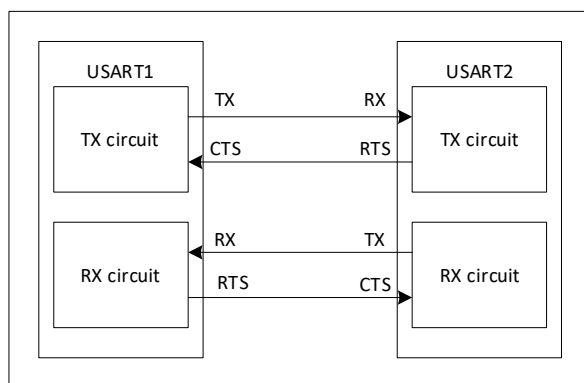 USART1 USART2
TX RX
TX circuit TX circuit
CTS RTS
RX TX
RX circuit RX circuit
RTS CTS